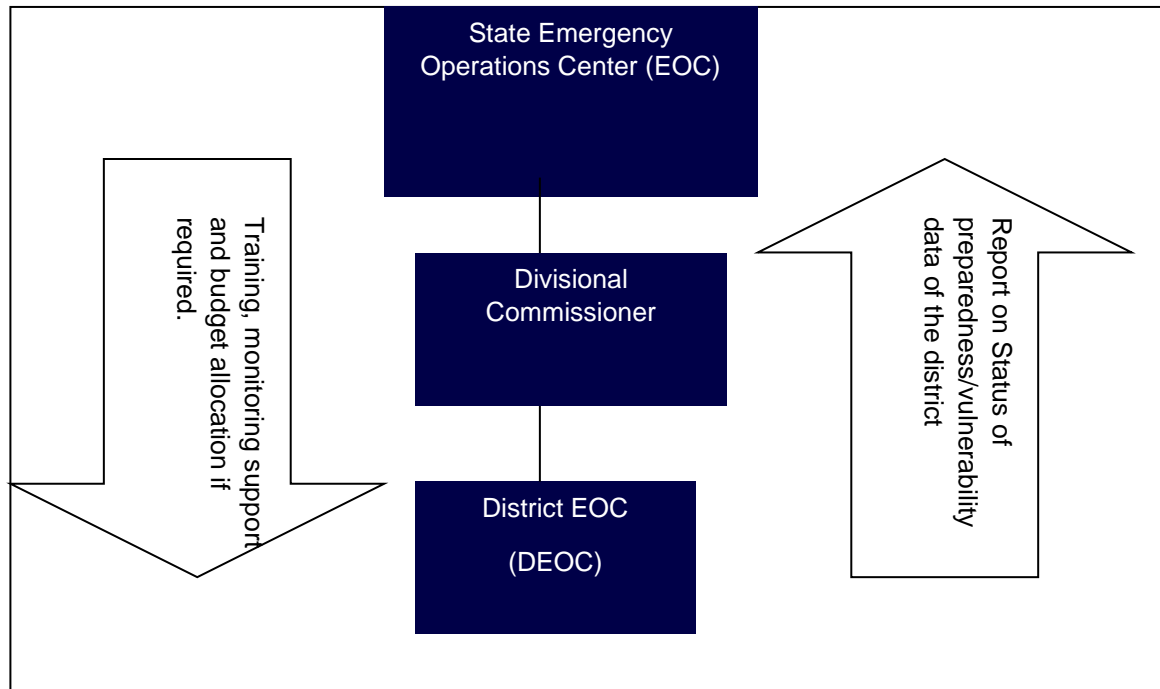 State Emergency
Operations Center (EOC)
Training, monitoring support
and budget allocation if
required.
Divisional
Commissioner
Report on Status of
preparedness/vulnerability
data of the district
District EOC
(DEOC)